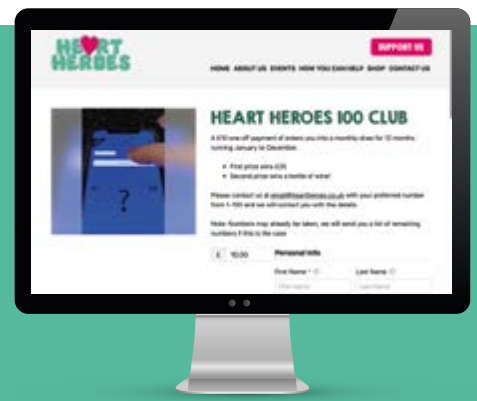 HEART
HEROES
SUPPORT US
HOME ABOUT US EVENTS HOW YOU CAN HELP SHOP CONTACT US
HEART HEROES 100 CLUB
A £10 one off payment of enters you into a monthly draw for 12 months
running January to December.
First prize wins £25
Second prize wins a bottle of wine!
Please contact us at email@heartheroes.co.uk with your preferred number
from 1-100 and we will contact you with the details.
Note: Numbers may already be taken, we will send you a list of remaining
numbers if this is the case
?
£ 10.00
Personal Info
First Name *
Last Name
First Name
Last Name